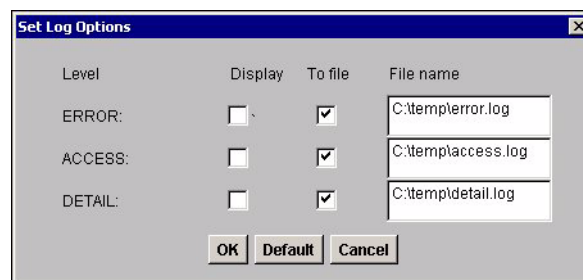 Set Log Options
Level Display To file File name
ERROR: C:\temp\error.log
ACCESS: C:\temp\access.log
DETAIL: C:\temp\detail.log
OK Default Cancel